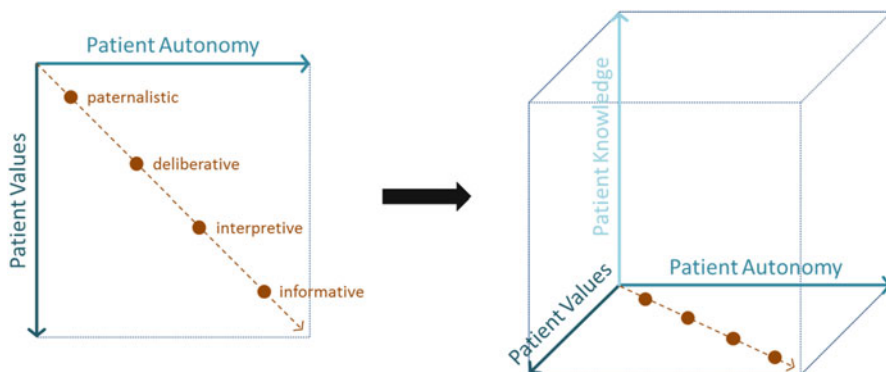 Patient Autonomy
Patient Values
paternalistic
deliberative
interpretive
informative
Patient Knowledge
Patient Autonomy
Patient Values